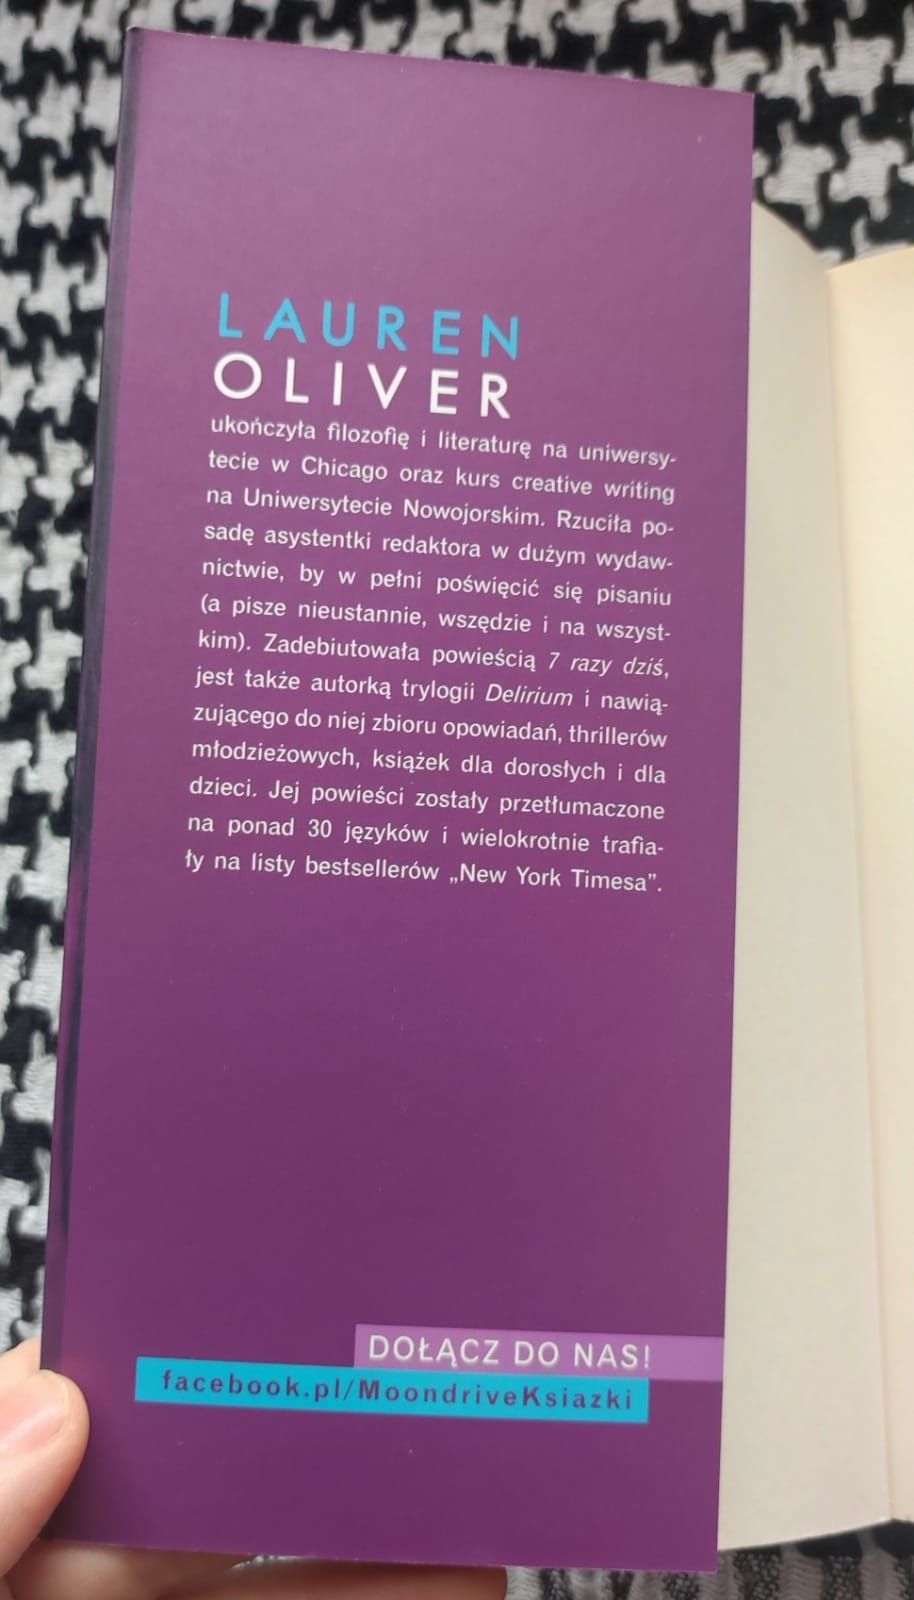 LAUREN
OLIVER
ukończyła filozofię i literaturę na uniwersy-
tecie w Chicago oraz kurs creative writing
na Uniwersytecie Nowojorskim. Rzuciła po-
sadę asystentki redaktora w dużym wydaw-
nictwie, by w pełni poświęcić się pisaniu
(a pisze nieustannie, wszędzie i na wszyst-
kim). Zadebiutowała powieścią 7 razy dziś,
jest także autorką trylogii Delirium i nawią-
zującego do niej zbioru opowiadań, thrillerów
młodzieżowych, książek dla dorosłych i dla
dzieci. Jej powieści zostały przetłumaczone
na ponad 30 języków i wielokrotnie trafia-
ły na listy bestsellerów „New York Timesa”.
DOŁĄCZ DO NAS!
facebook.pl/MoondriveKsiazki